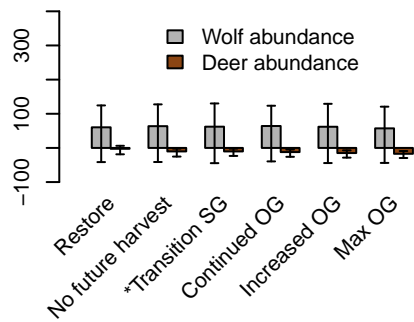 Wolf abundance
Deer abundance
300
100
-100
Restore
No future harvest
*Transition SG
Continued OG
Increased OG
Max OG